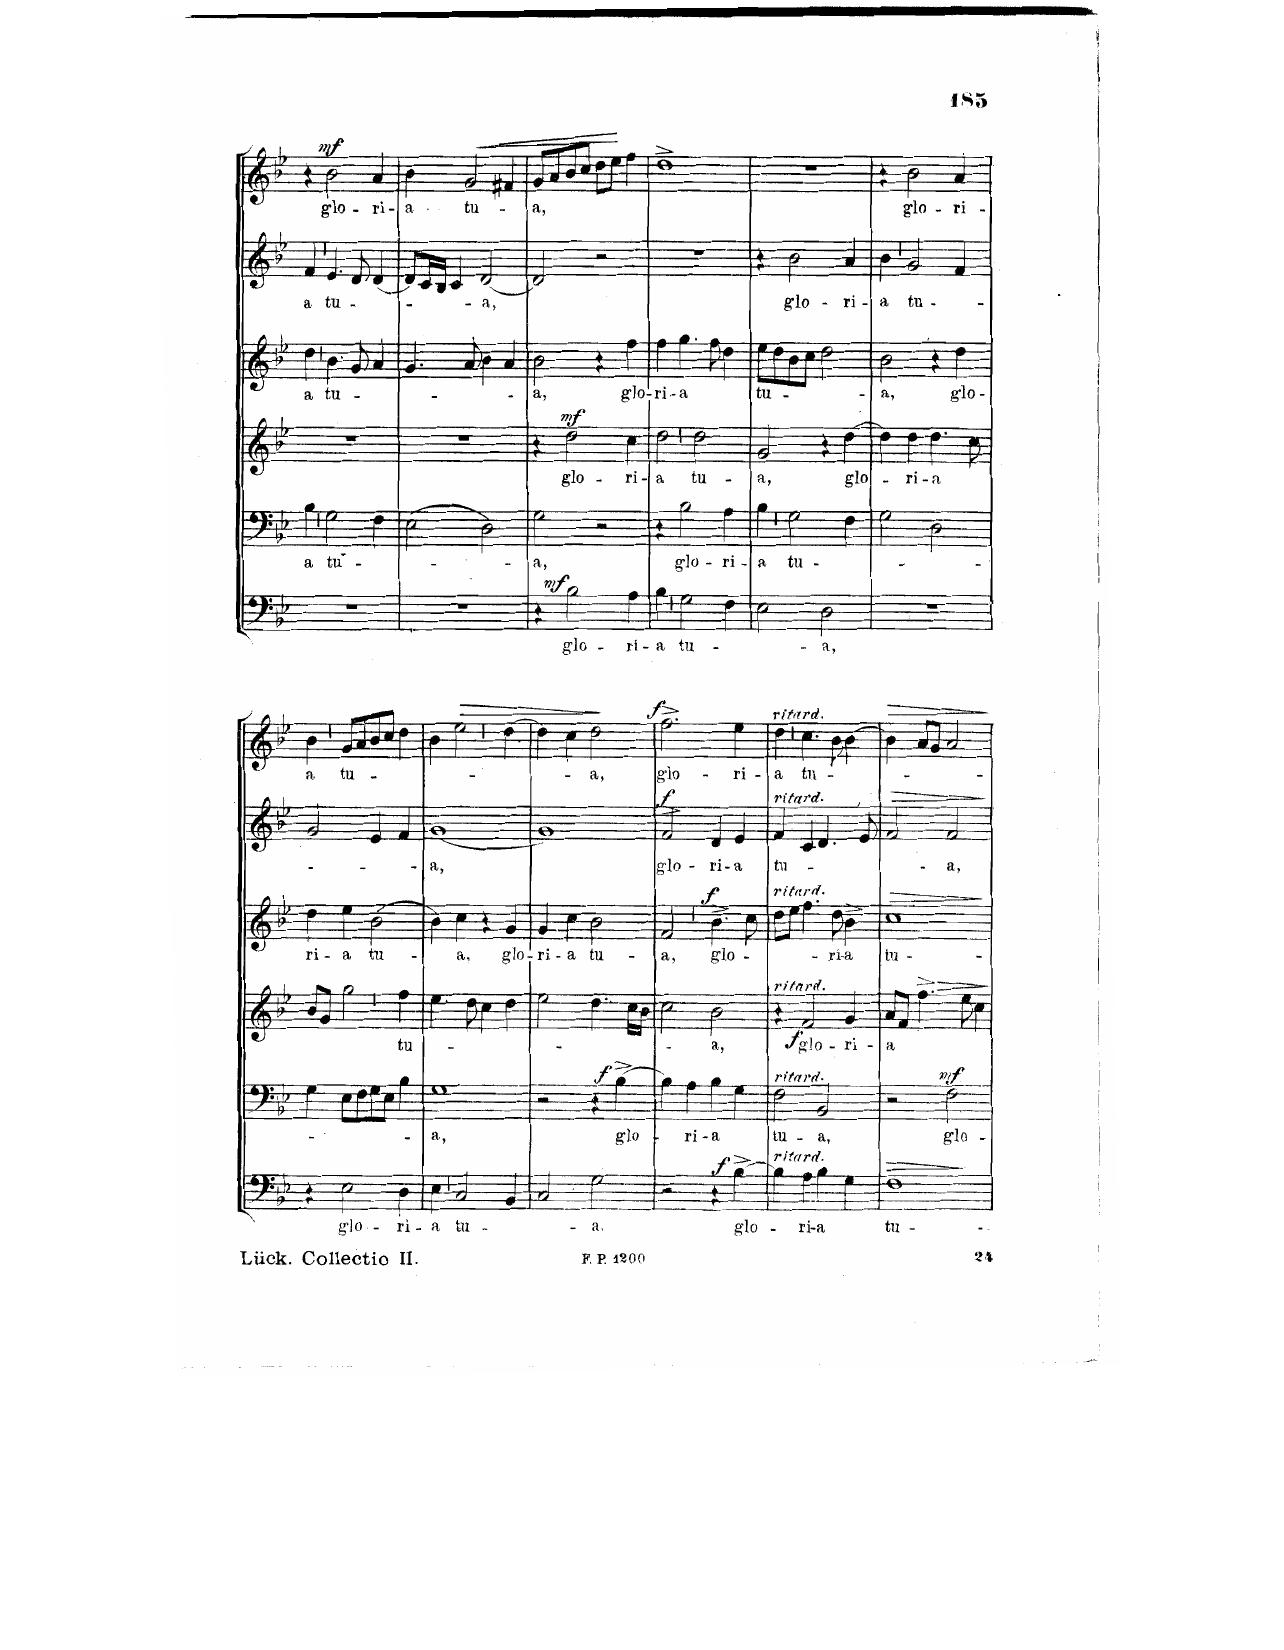 185
mf
glo - ri - a tu - a, glo - ri -
a tu - - - a, glo - ri - a tu - -
a tu - - - a, glo - ri - a tu - - a, glo -
mf
glo - ri - a tu - a, glo - ri - a
a tu - - - a, glo - ri - a tu - - -
mf
glo - ri - a tu - - a,
f ritard.
a tu - - - a, glo - ri - a tu - - -
f ritard.
- - - a, glo - ri - a tu - - a,
f ritard.
ri - a tu - a, glo - ri - a tu - a, glo - - ri-a tu - -
ritard.
tu - - - a, f glo - ri - a
f ritard. mf
- - a, glo - ri - a tu - a, glo -
f ritard.
glo - ri - a tu - - a. glo - ri-a tu - -
Lück. Collectio II. F. P. 1200 24